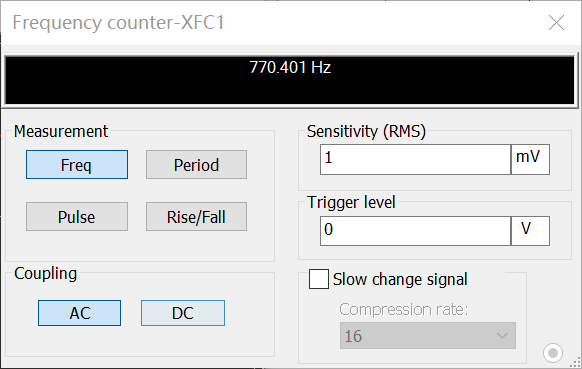 Frequency counter-XFC1
770.401 Hz
Measurement
Freq
Period
Pulse
Rise/Fall
Coupling
AC
DC
Sensitivity (RMS)
1
mV
Trigger level
0
V
Slow change signal
Compression rate:
16